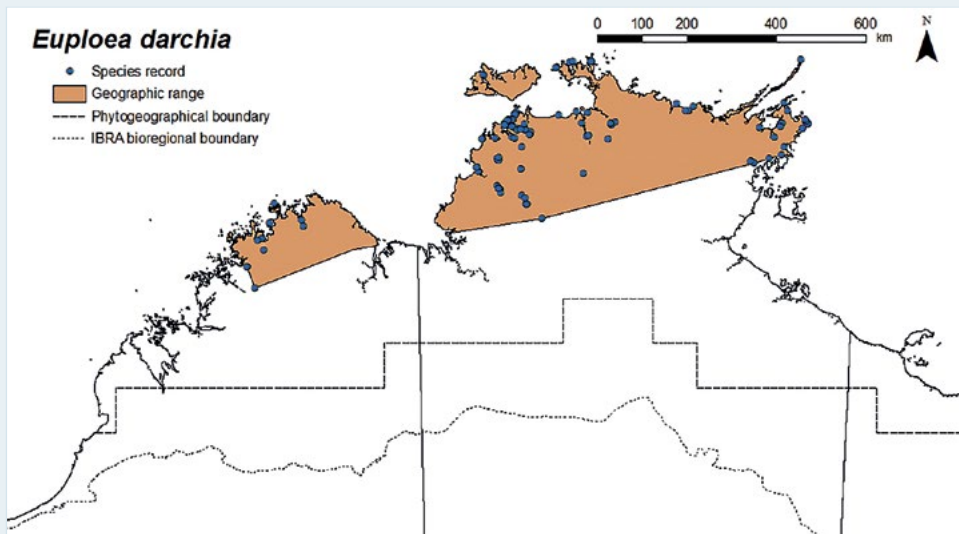 Euploea darchia
Species record
Geographic range
Phytogeographical boundary
IBRA bioregional boundary
0 100 200 400 600
km
N